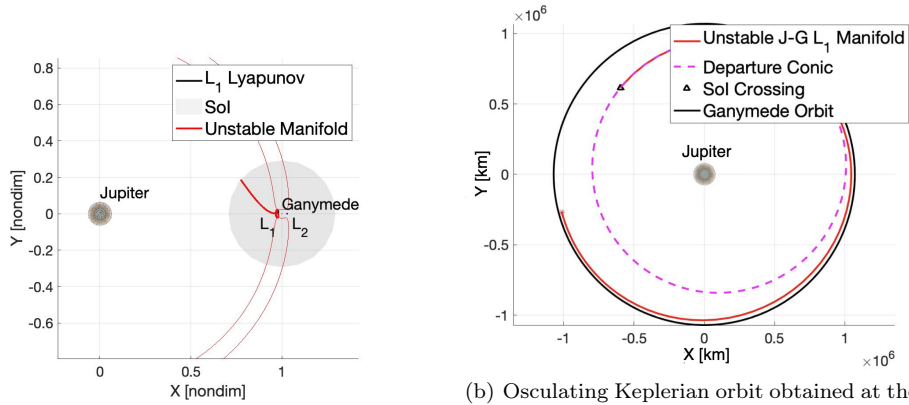 0.8
0.6
0.4
0.2
0
-0.2
-0.4
-0.6
Y [nondim]
0
0.5
1
X [nondim]
L1 Lyapunov
SoI
Unstable Manifold
Jupiter
Ganymede
L1
L2
×10^6
1
0.5
0
-0.5
-1
Y [km]
-1
-0.5
0
0.5
1
X [km]
×10^6
Unstable J-G L1 Manifold
Departure Conic
SoI Crossing
Ganymede Orbit
Jupiter
(b) Osculating Keplerian orbit obtained at the